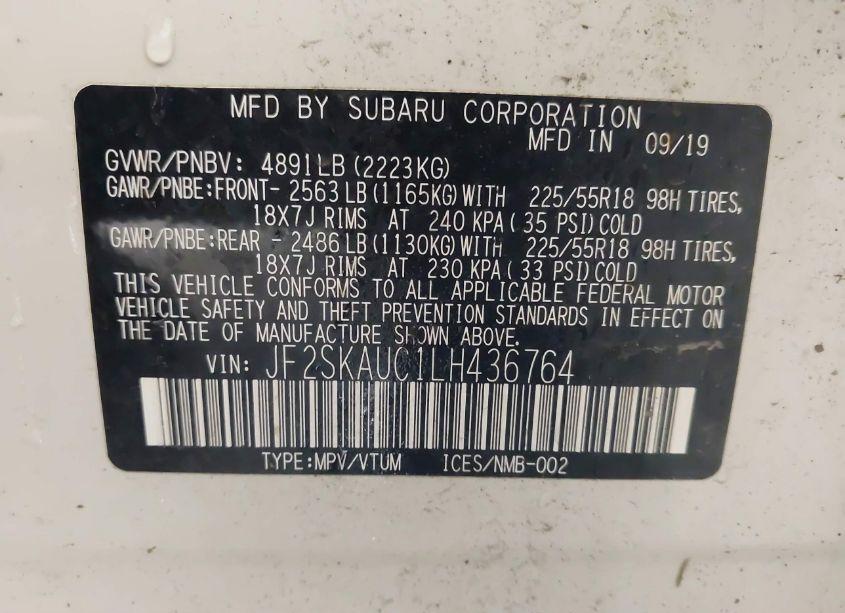 MFD BY SUBARU CORPORATION
MFD IN 09/19
GVWR/PNBV: 4891LB (2223KG)
GAWR/PNBE:FRONT- 2563LB (1165KG) WITH 225/55R18 98H TIRES,
18X7J RIMS AT 240 KPA ( 35 PSI) COLD
GAWR/PNBE:REAR - 2486LB (1130KG) WITH 225/55R18 98H TIRES,
18X7J RIMS AT 230 KPA ( 33 PSI) COLD
THIS VEHICLE CONFORMS TO ALL APPLICABLE FEDERAL MOTOR
VEHICLE SAFETY AND THEFT PREVENTION STANDARDS IN EFFECT ON
THE DATE OF MANUFACTURE SHOWN ABOVE.
VIN: JF2SKAUC1LH436764
TYPE:MPV/VTUM ICES/NMB-002